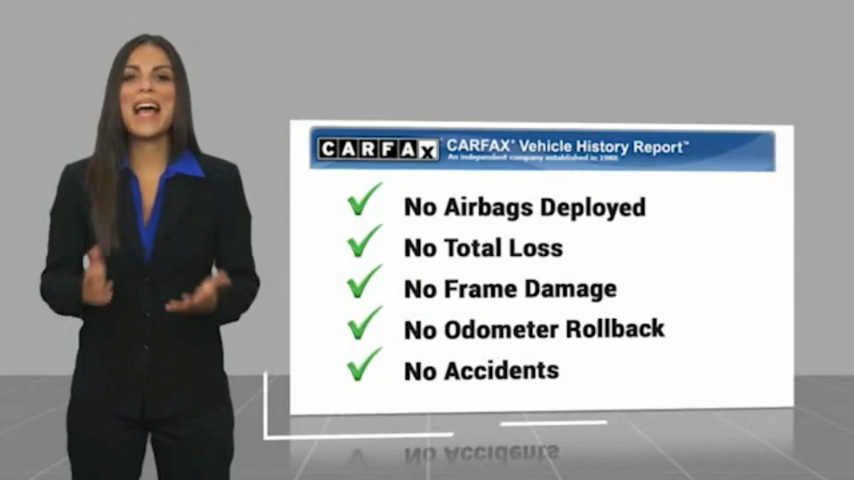 CARFAX CARFAX® Vehicle History Report™
An independent company established in 1986
No Airbags Deployed
No Total Loss
No Frame Damage
No Odometer Rollback
No Accidents
No Accidents